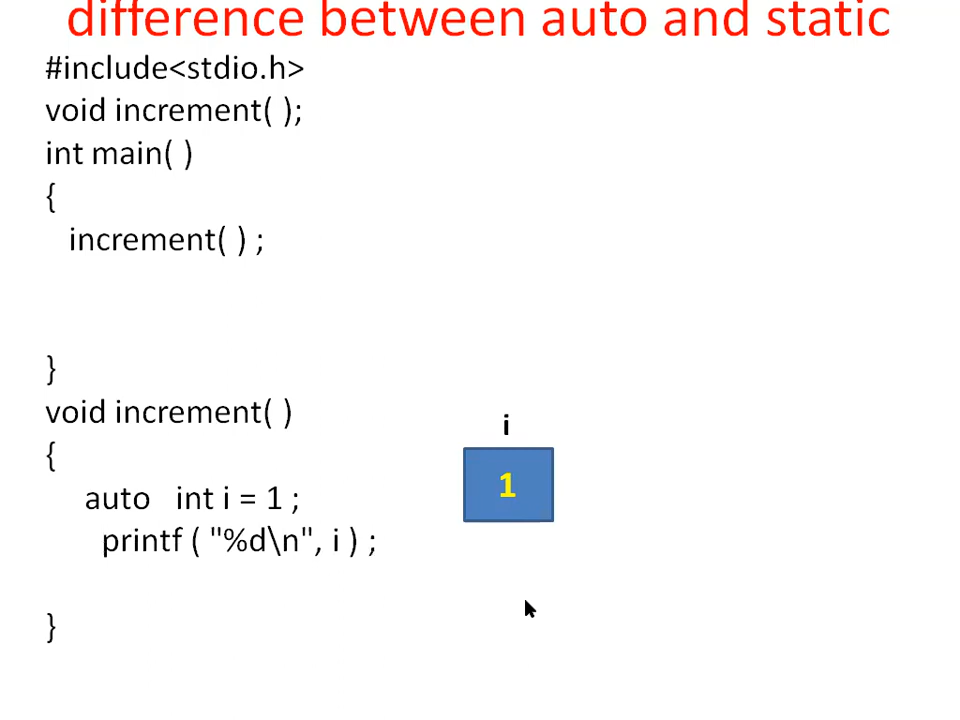 difference between auto and static
#include<stdio.h>
void increment( );
int main( )
{
increment( ) ;
}
void increment( )
{
auto int i = 1 ;
printf ( "%d\n", i ) ;
}
i
1